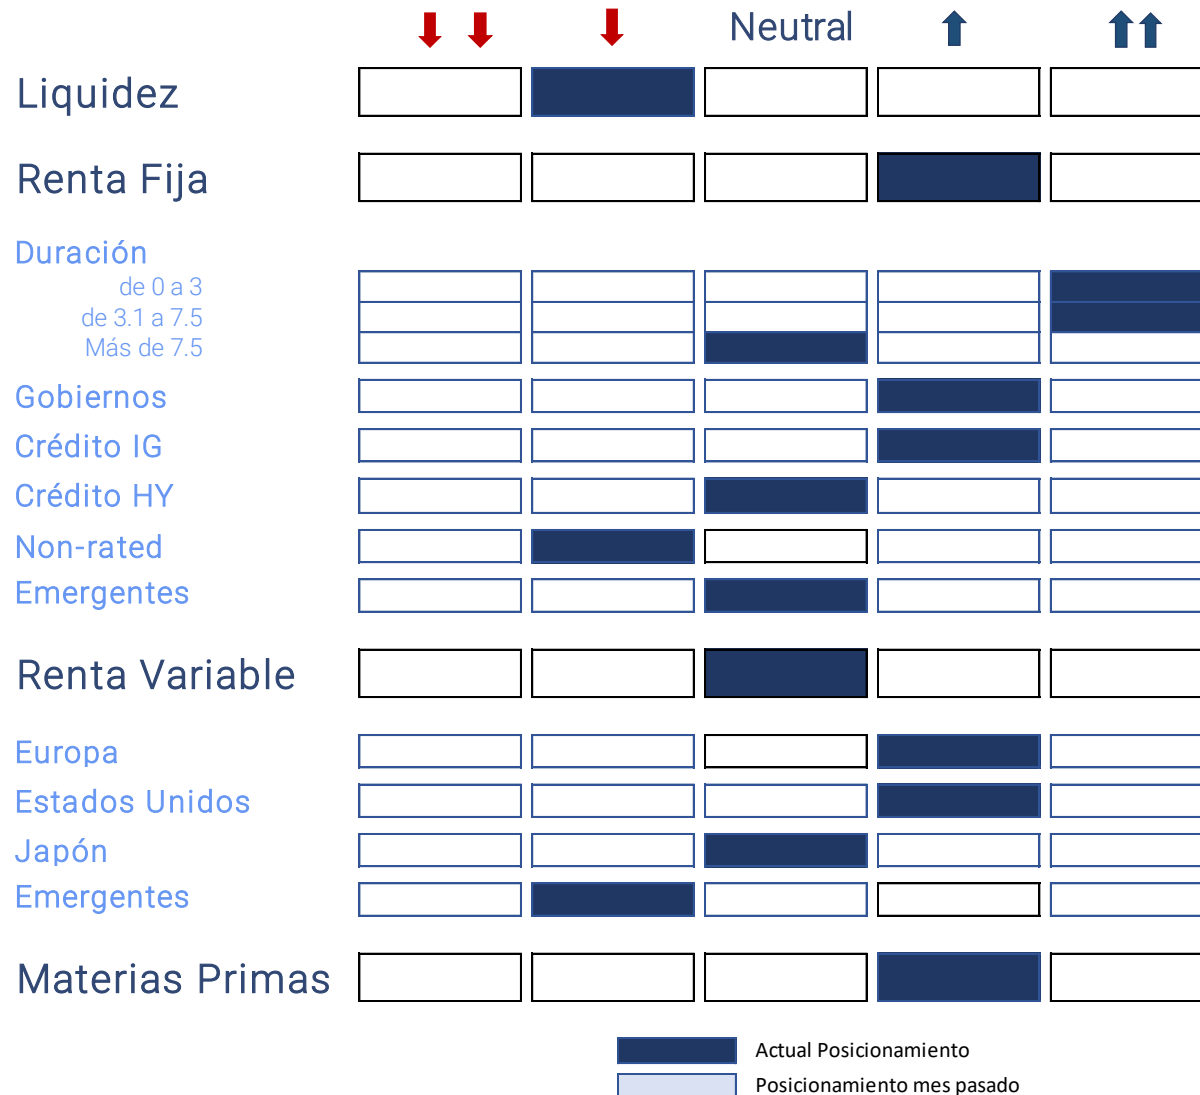 Neutral
Liquidez
Renta Fija
Duración
de 0 a 3
de 3.1 a 7.5
Más de 7.5
Gobiernos
Crédito IG
Crédito HY
Non-rated
Emergentes
Renta Variable
Europa
Estados Unidos
Japón
Emergentes
Materias Primas
Actual Posicionamiento
Posicionamiento mes pasado